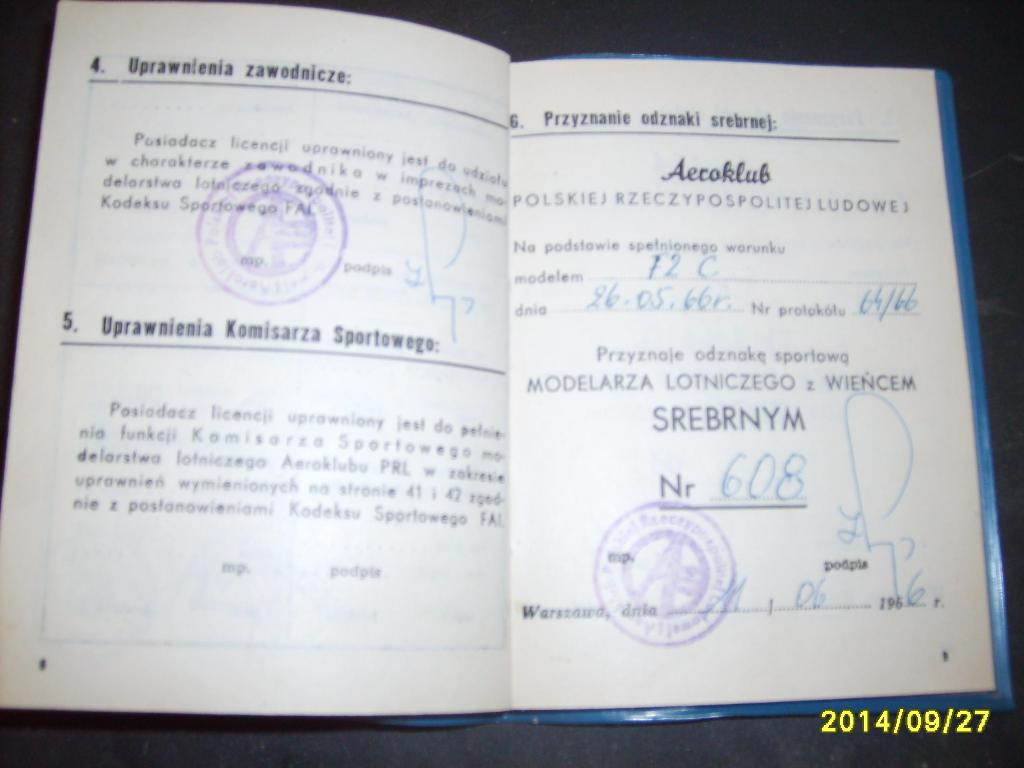 4. Uprawnienia zawodnicze:
Posiadacz licencji uprawniony jest do udziału
w charakterze zawodnika w imprezach mo-
delarstwa lotniczego zgodnie z postanowieniami
Kodeksu Sportowego FAI.
mp. podpis
5. Uprawnienia Komisarza Sportowego:
Posiadacz licencji uprawniony jest do pełnie-
nia funkcji Komisarza Sportowego mo-
delarstwa lotniczego Aeroklubu PRL w zakresie
uprawnień wymienionych na stronie 41 i 42 zgod-
nie z postanowieniami Kodeksu Sportowego FAI.
mp. podpis
8
6. Przyznanie odznaki srebrnej:
Aeroklub
POLSKIEJ RZECZYPOSPOLITEJ LUDOWEJ
Na podstawie spełnionego warunku
modelem F2C
dnia 26.05.66r. Nr protokółu 64/66
Przyznaje odznakę sportową
MODELARZA LOTNICZEGO z WIEŃCEM
SREBRNYM
Nr 608
mp. podpis
Warszawa, dnia / 06 1966 r.
9
2014/09/27